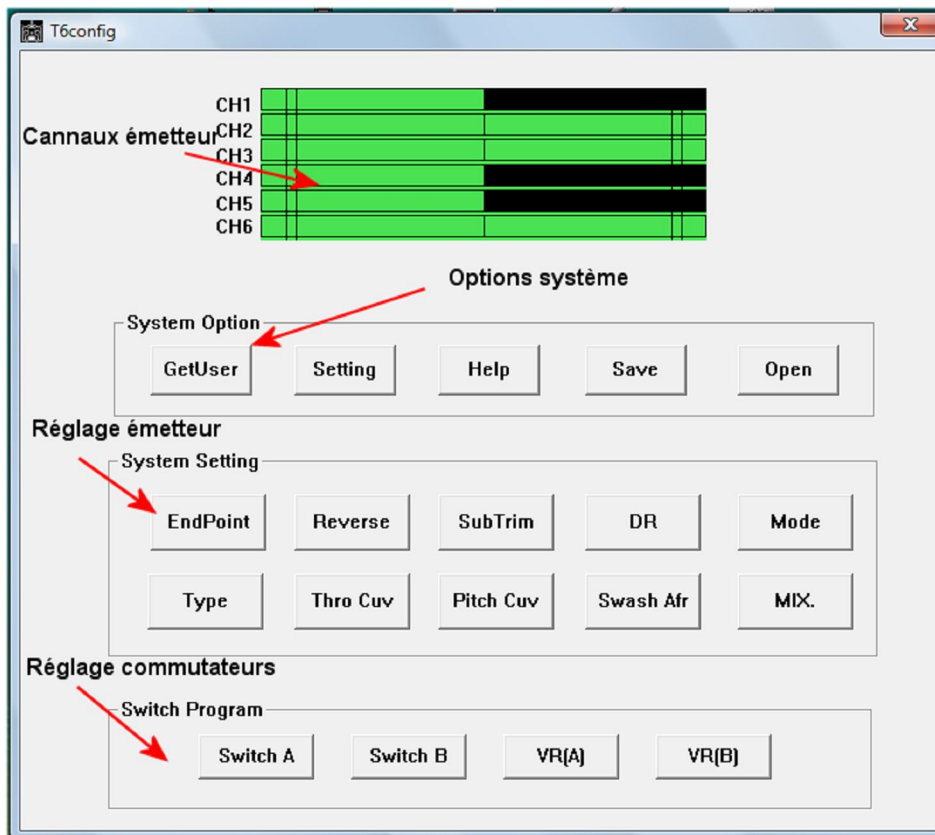 T6config
CH1
CH2
Cannaux émetteur
CH3
CH4
CH5
CH6
Options système
System Option
GetUser Setting Help Save Open
Réglage émetteur
System Setting
EndPoint Reverse SubTrim DR Mode
Type Thro Cuv Pitch Cuv Swash Afr MIX.
Réglage commutateurs
Switch Program
Switch A Switch B VR(A) VR(B)